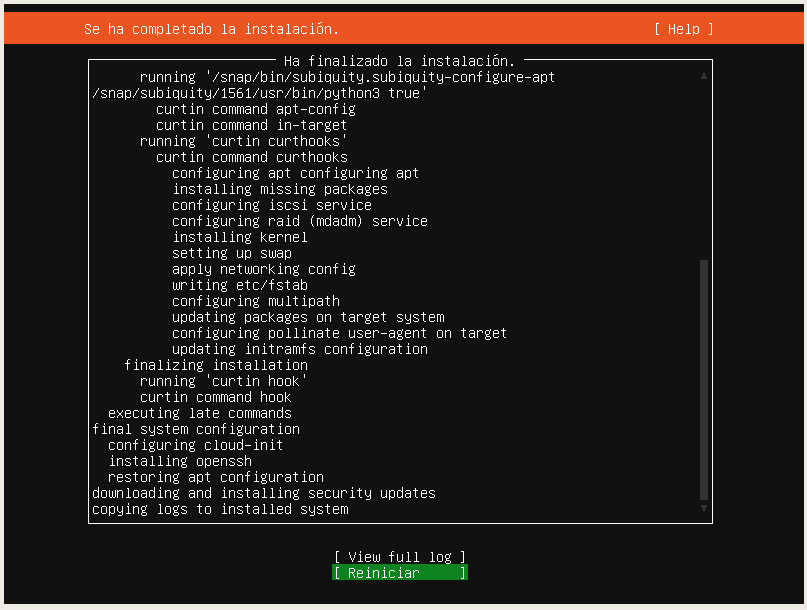 Se ha completado la instalación. [ Help ]
Ha finalizado la instalación.
running '/snap/bin/subiquity.subiquity-configure-apt
/snap/subiquity/1561/usr/bin/python3 true'
curtin command apt-config
curtin command in-target
running 'curtin curthooks'
curtin command curthooks
configuring apt configuring apt
installing missing packages
configuring iscsi service
configuring raid (mdadm) service
installing kernel
setting up swap
apply networking config
writing etc/fstab
configuring multipath
updating packages on target system
configuring pollinate user-agent on target
updating initramfs configuration
finalizing installation
running 'curtin hook'
curtin command hook
executing late commands
final system configuration
configuring cloud-init
installing openssh
restoring apt configuration
downloading and installing security updates
copying logs to installed system
[ View full log ]
[ Reiniciar ]